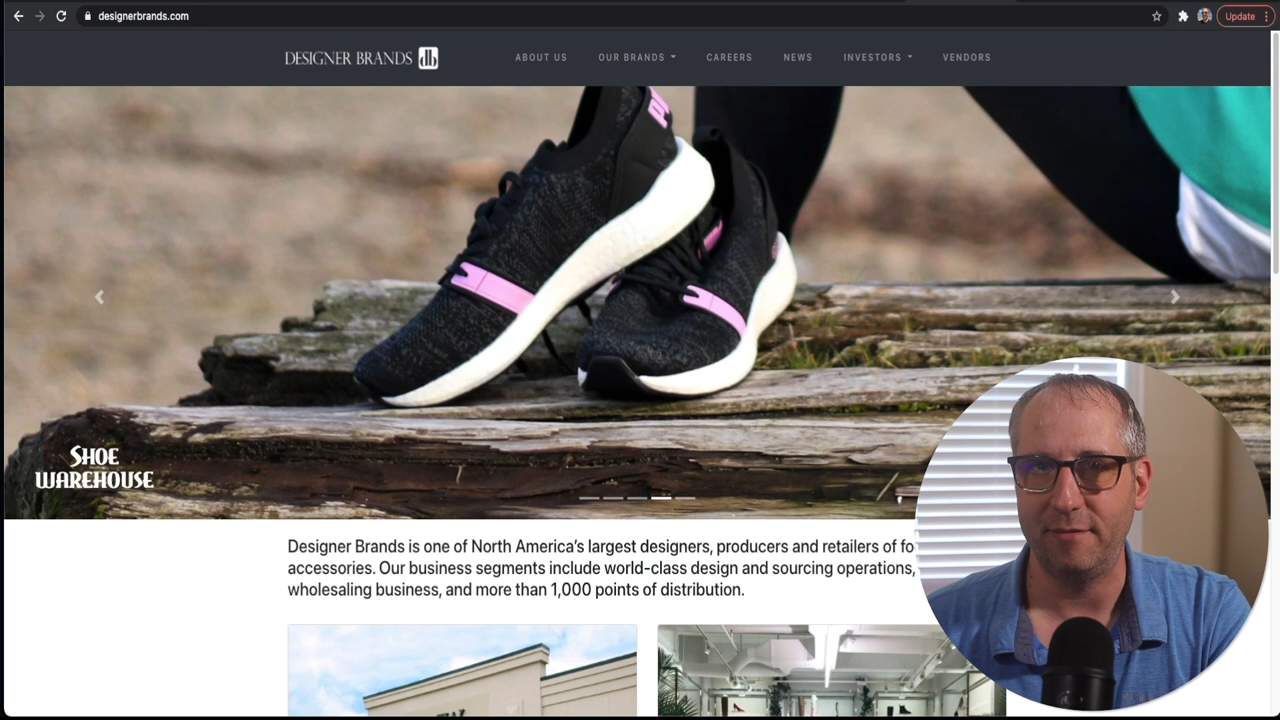 designerbrands.com
Update
DESIGNER BRANDS db
ABOUT US
OUR BRANDS
CAREERS
NEWS
INVESTORS
VENDORS
SHOE
WAREHOUSE
Designer Brands is one of North America's largest designers, producers and retailers of fo
accessories. Our business segments include world-class design and sourcing operations,
wholesaling business, and more than 1,000 points of distribution.